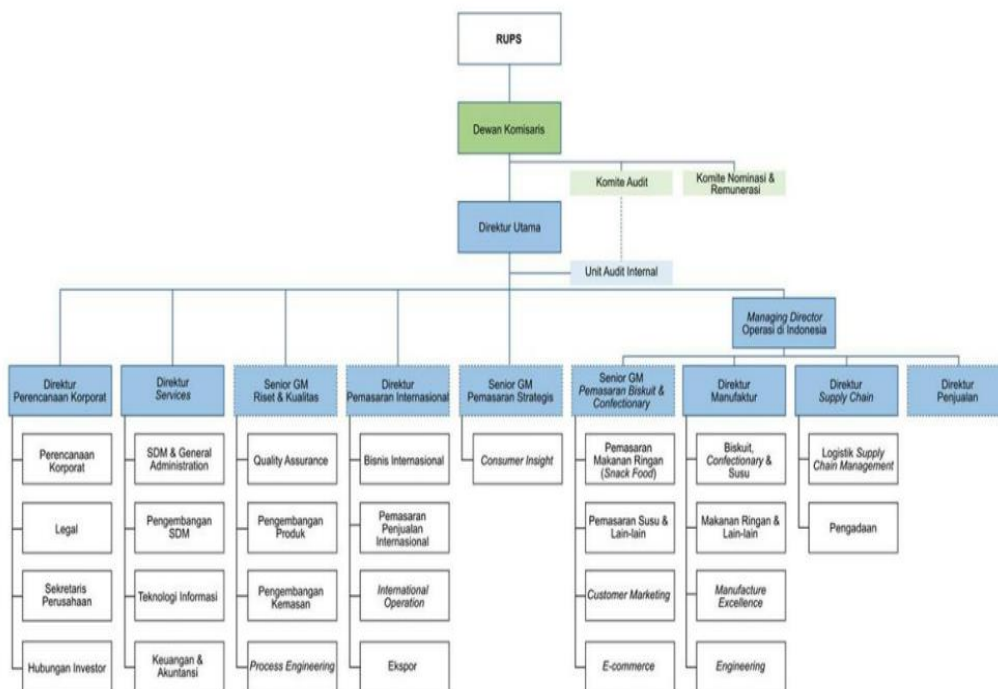 RUPS
Dewan Komisaris
Komite Audit
Komite Nominasi &
Remunerasi
Direktur Utama
Unit Audit Internal
Managing Director
Operasi di Indonesia
Direktur
Perencanaan Korporat
Direktur
Services
Senior GM
Riset & Kualitas
Direktur
Pemasaran Internasional
Senior GM
Pemasaran Strategis
Senior GM
Pemasaran Biskuit &
Confectionary
Direktur
Manufaktur
Direktur
Supply Chain
Direktur
Penjualan
Perencanaan
Korporat
SDM & General
Administration
Quality Assurance
Bisnis Internasional
Consumer Insight
Pemasaran
Makanan Ringan
(Snack Food)
Biskuit,
Confectionary &
Susu
Logistik Supply
Chain Management
Legal
Pengembangan
SDM
Pengembangan
Produk
Pemasaran
Penjualan
Internasional
Pemasaran Susu &
Lain-lain
Makanan Ringan &
Lain-lain
Pengadaan
Sekretaris
Perusahaan
Teknologi Informasi
Pengembangan
Kemasan
International
Operation
Customer Marketing
Manufacture
Excellence
Hubungan Investor
Keuangan &
Akuntansi
Process Engineering
Ekspor
E-commerce
Engineering